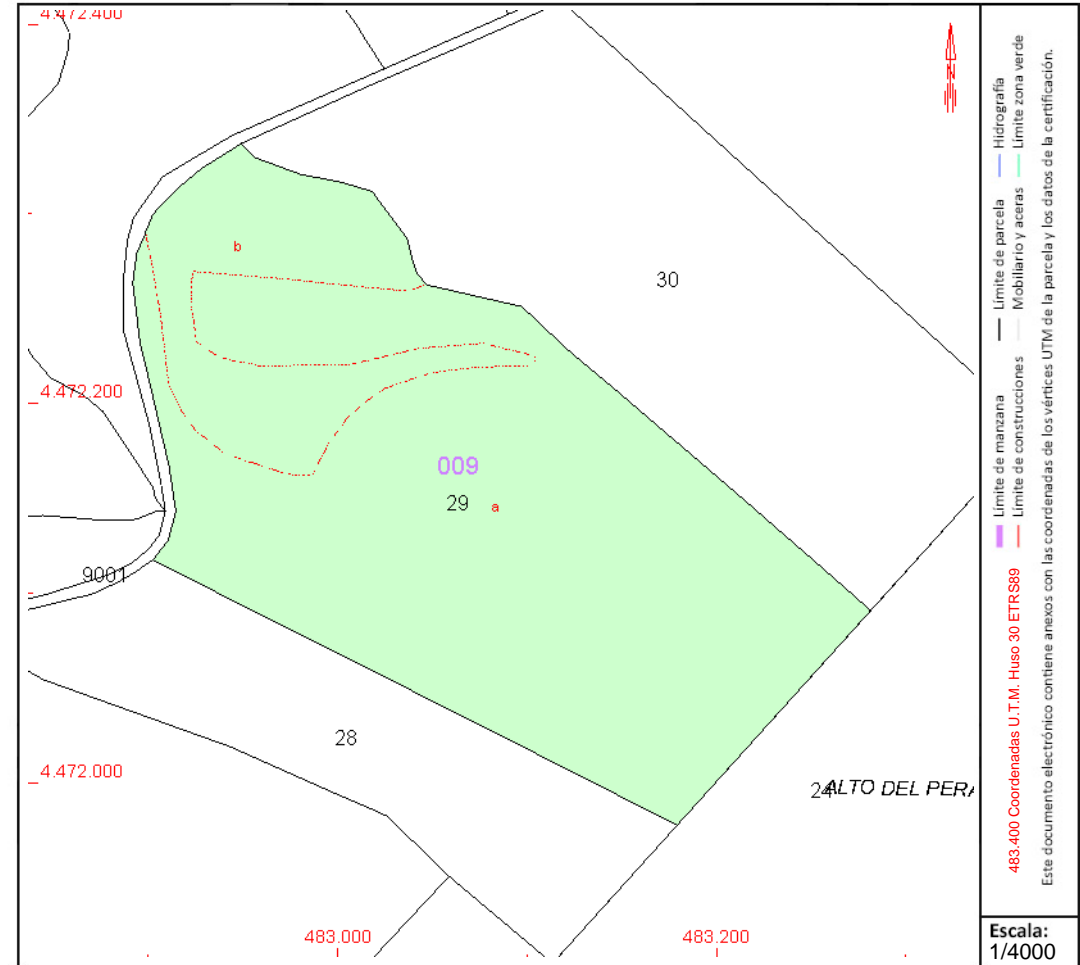 4.472.400
N
b
30
4.472.200
009
29
a
9001
28
4.472.000
24
ALTO DEL PERA
483.000
483.200
Límite de manzana
Límite de parcela
Hidrografía
Límite de construcciones
Mobiliario y aceras
Límite zona verde
483.400 Coordenadas U.T.M. Huso 30 ETRS89
Este documento electrónico contiene anexos con las coordenadas de los vértices UTM de la parcela y los datos de la certificación.
Escala:
1/4000